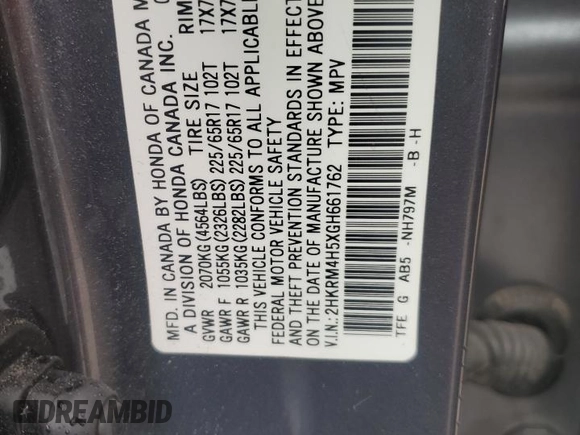 MFD. IN CANADA BY HONDA OF CANADA M
A DIVISION OF HONDA CANADA INC.
TIRE SIZE RIM
GVWR 2070KG (4564LBS)
GAWR F 1055KG (2326LBS) 225/65R17 102T 17X7
GAWR R 1035KG (2282LBS) 225/65R17 102T 17X7
THIS VEHICLE CONFORMS TO ALL APPLICABLE
FEDERAL MOTOR VEHICLE SAFETY
AND THEFT PREVENTION STANDARDS IN EFFECT
ON THE DATE OF MANUFACTURE SHOWN ABOVE
V.I.N.: 2HKRM4H5XGH661762 TYPE: MPV
TFE G AB5 -NH797M -B -H
DREAMBID